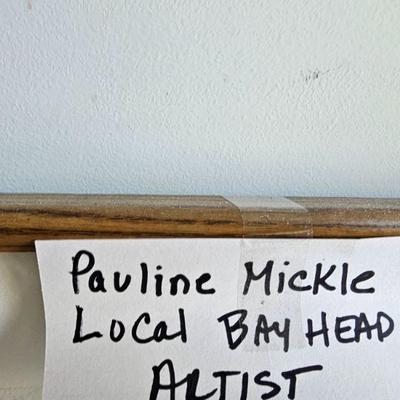 Pauline Mickle
Local BAY HEAD
ARTIST